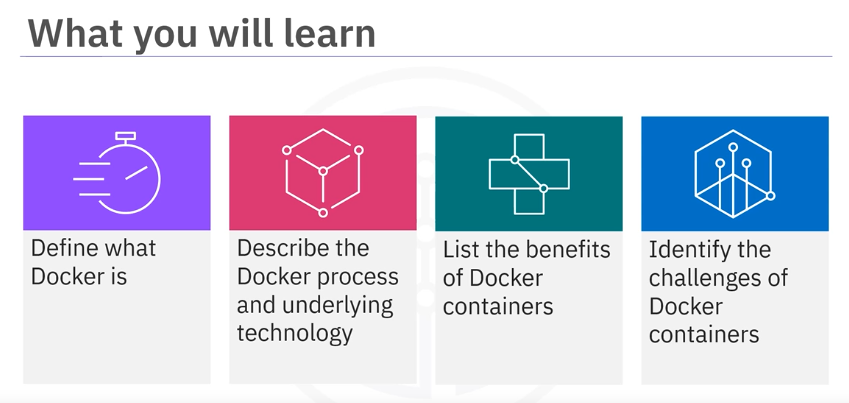 What you will learn
Define what
Docker is
Describe the
Docker process
and underlying
technology
List the benefits
of Docker
containers
Identify the
challenges of
Docker
containers